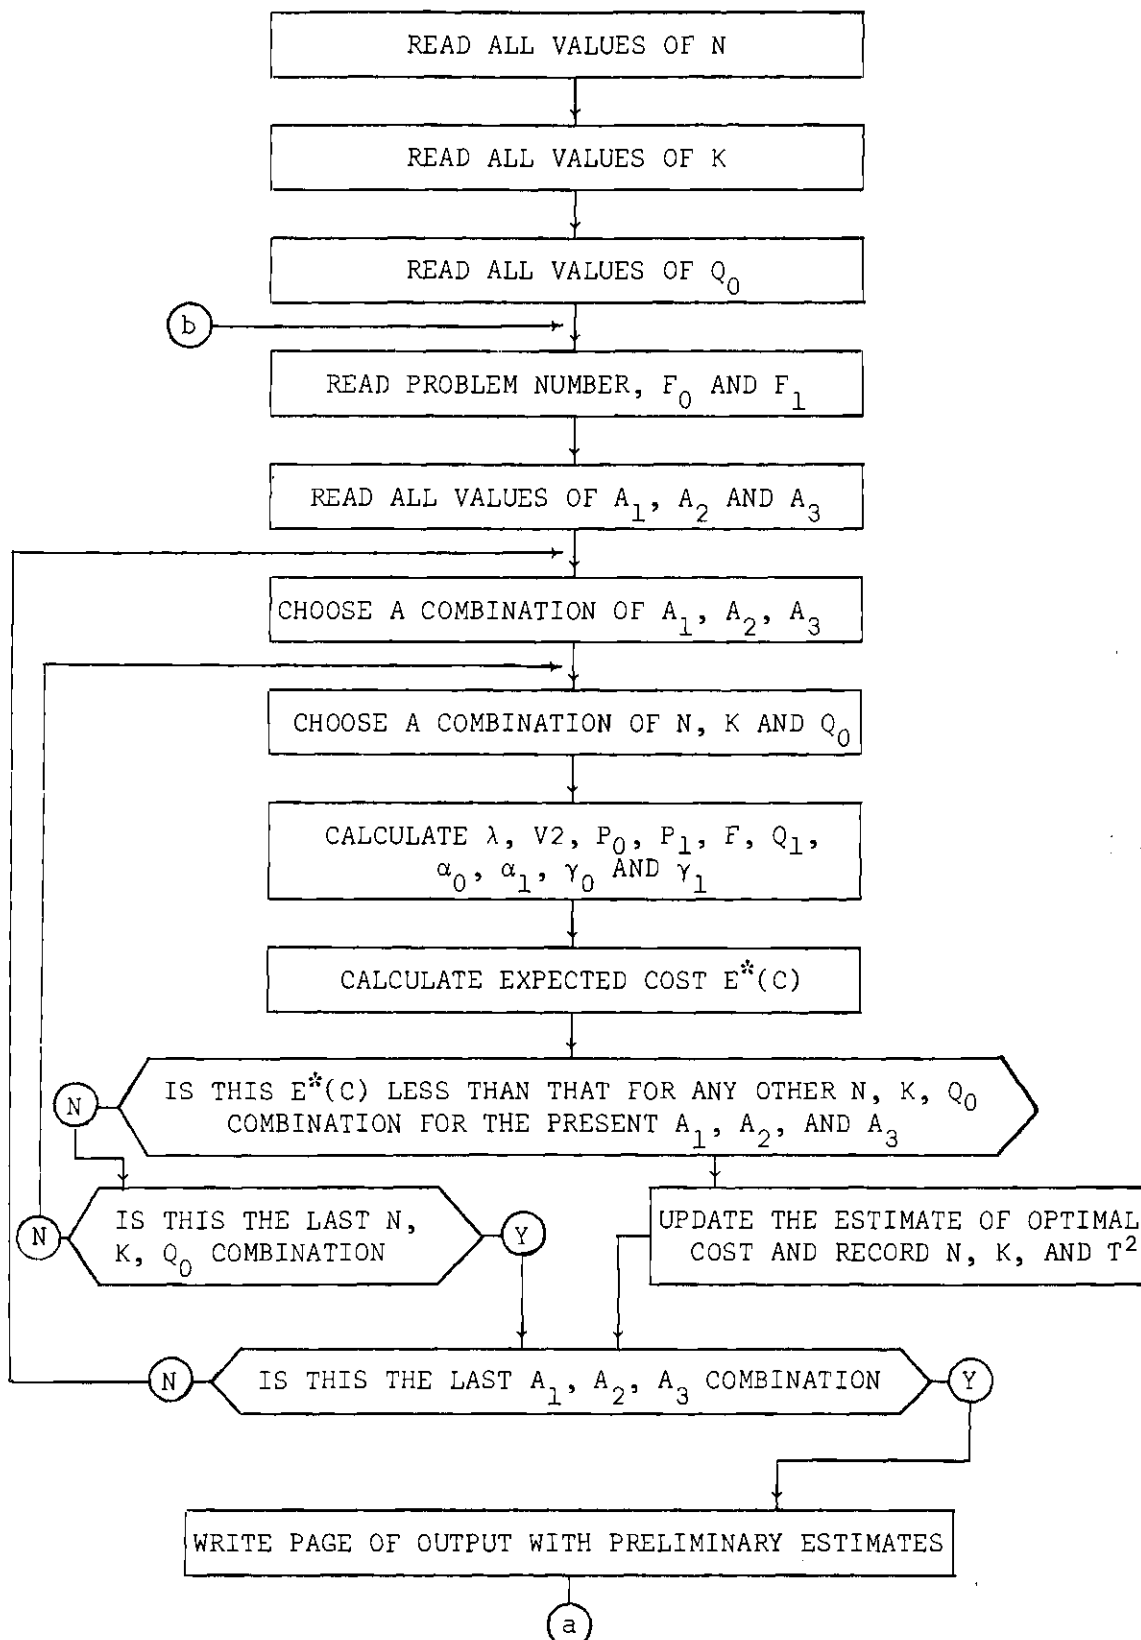 READ ALL VALUES OF N
READ ALL VALUES OF K
READ ALL VALUES OF Q₀
b
READ PROBLEM NUMBER, F₀ AND F₁
READ ALL VALUES OF A₁, A₂ AND A₃
CHOOSE A COMBINATION OF A₁, A₂, A₃
CHOOSE A COMBINATION OF N, K AND Q₀
CALCULATE λ, V2, P₀, P₁, F, Q₁,
α₀, α₁, γ₀ AND γ₁
CALCULATE EXPECTED COST E*(C)
IS THIS E*(C) LESS THAN THAT FOR ANY OTHER N, K, Q₀
COMBINATION FOR THE PRESENT A₁, A₂, AND A₃
N
IS THIS THE LAST N,
K, Q₀ COMBINATION
N
Y
UPDATE THE ESTIMATE OF OPTIMAL
COST AND RECORD N, K, AND T²
N
IS THIS THE LAST A₁, A₂, A₃ COMBINATION
Y
WRITE PAGE OF OUTPUT WITH PRELIMINARY ESTIMATES
a